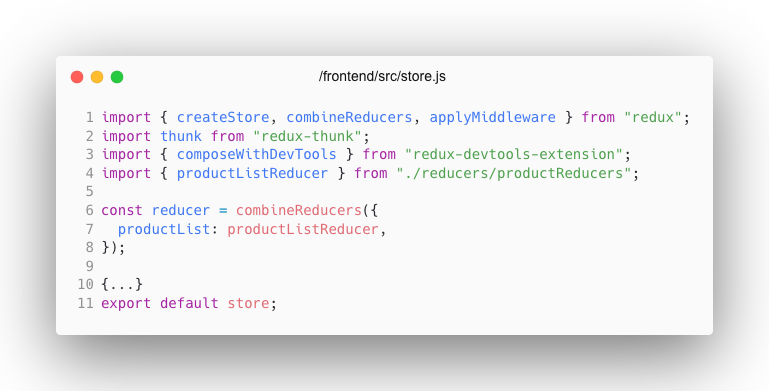 /frontend/src/store.js
1 import { createStore, combineReducers, applyMiddleware } from "redux";
2 import thunk from "redux-thunk";
3 import { composeWithDevTools } from "redux-devtools-extension";
4 import { productListReducer } from "./reducers/productReducers";
5
6 const reducer = combineReducers({
7   productList: productListReducer,
8 });
9
10 {...}
11 export default store;